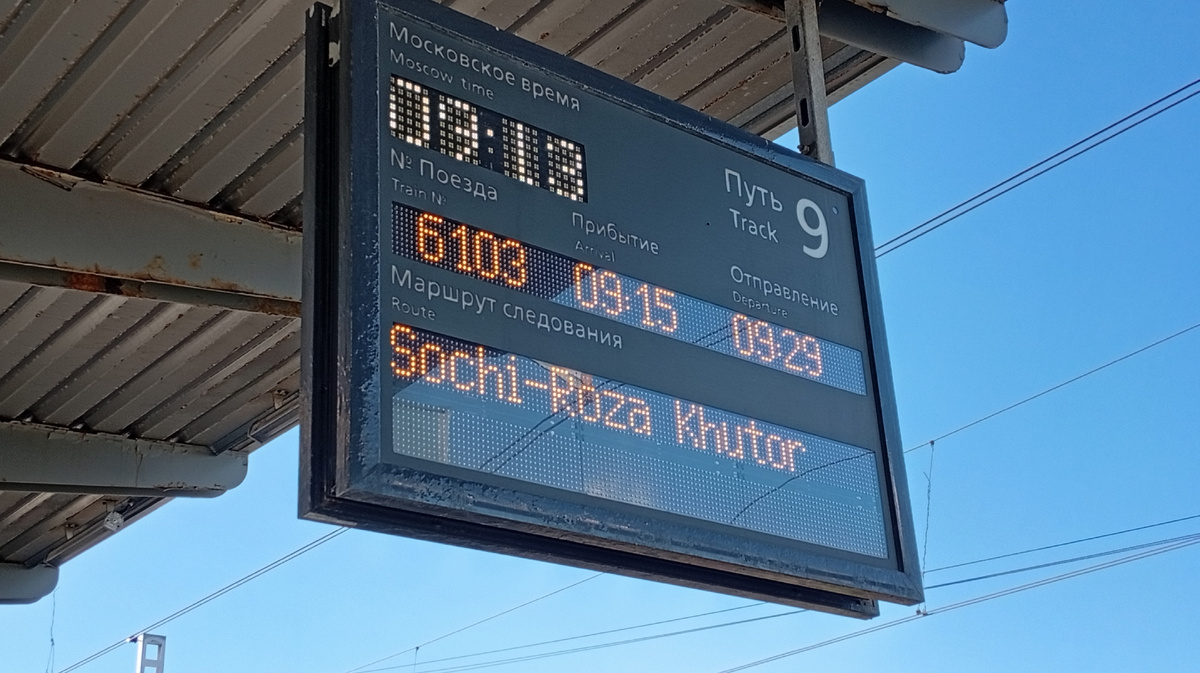 Московское время
Moscow time
09:13
Путь 9
Track
№ Поезда
Train №
Прибытие
Arrival
Отправление
Departure
6103 09:15 09:29
Маршрут следования
Route
Sochi-Roza Khutor